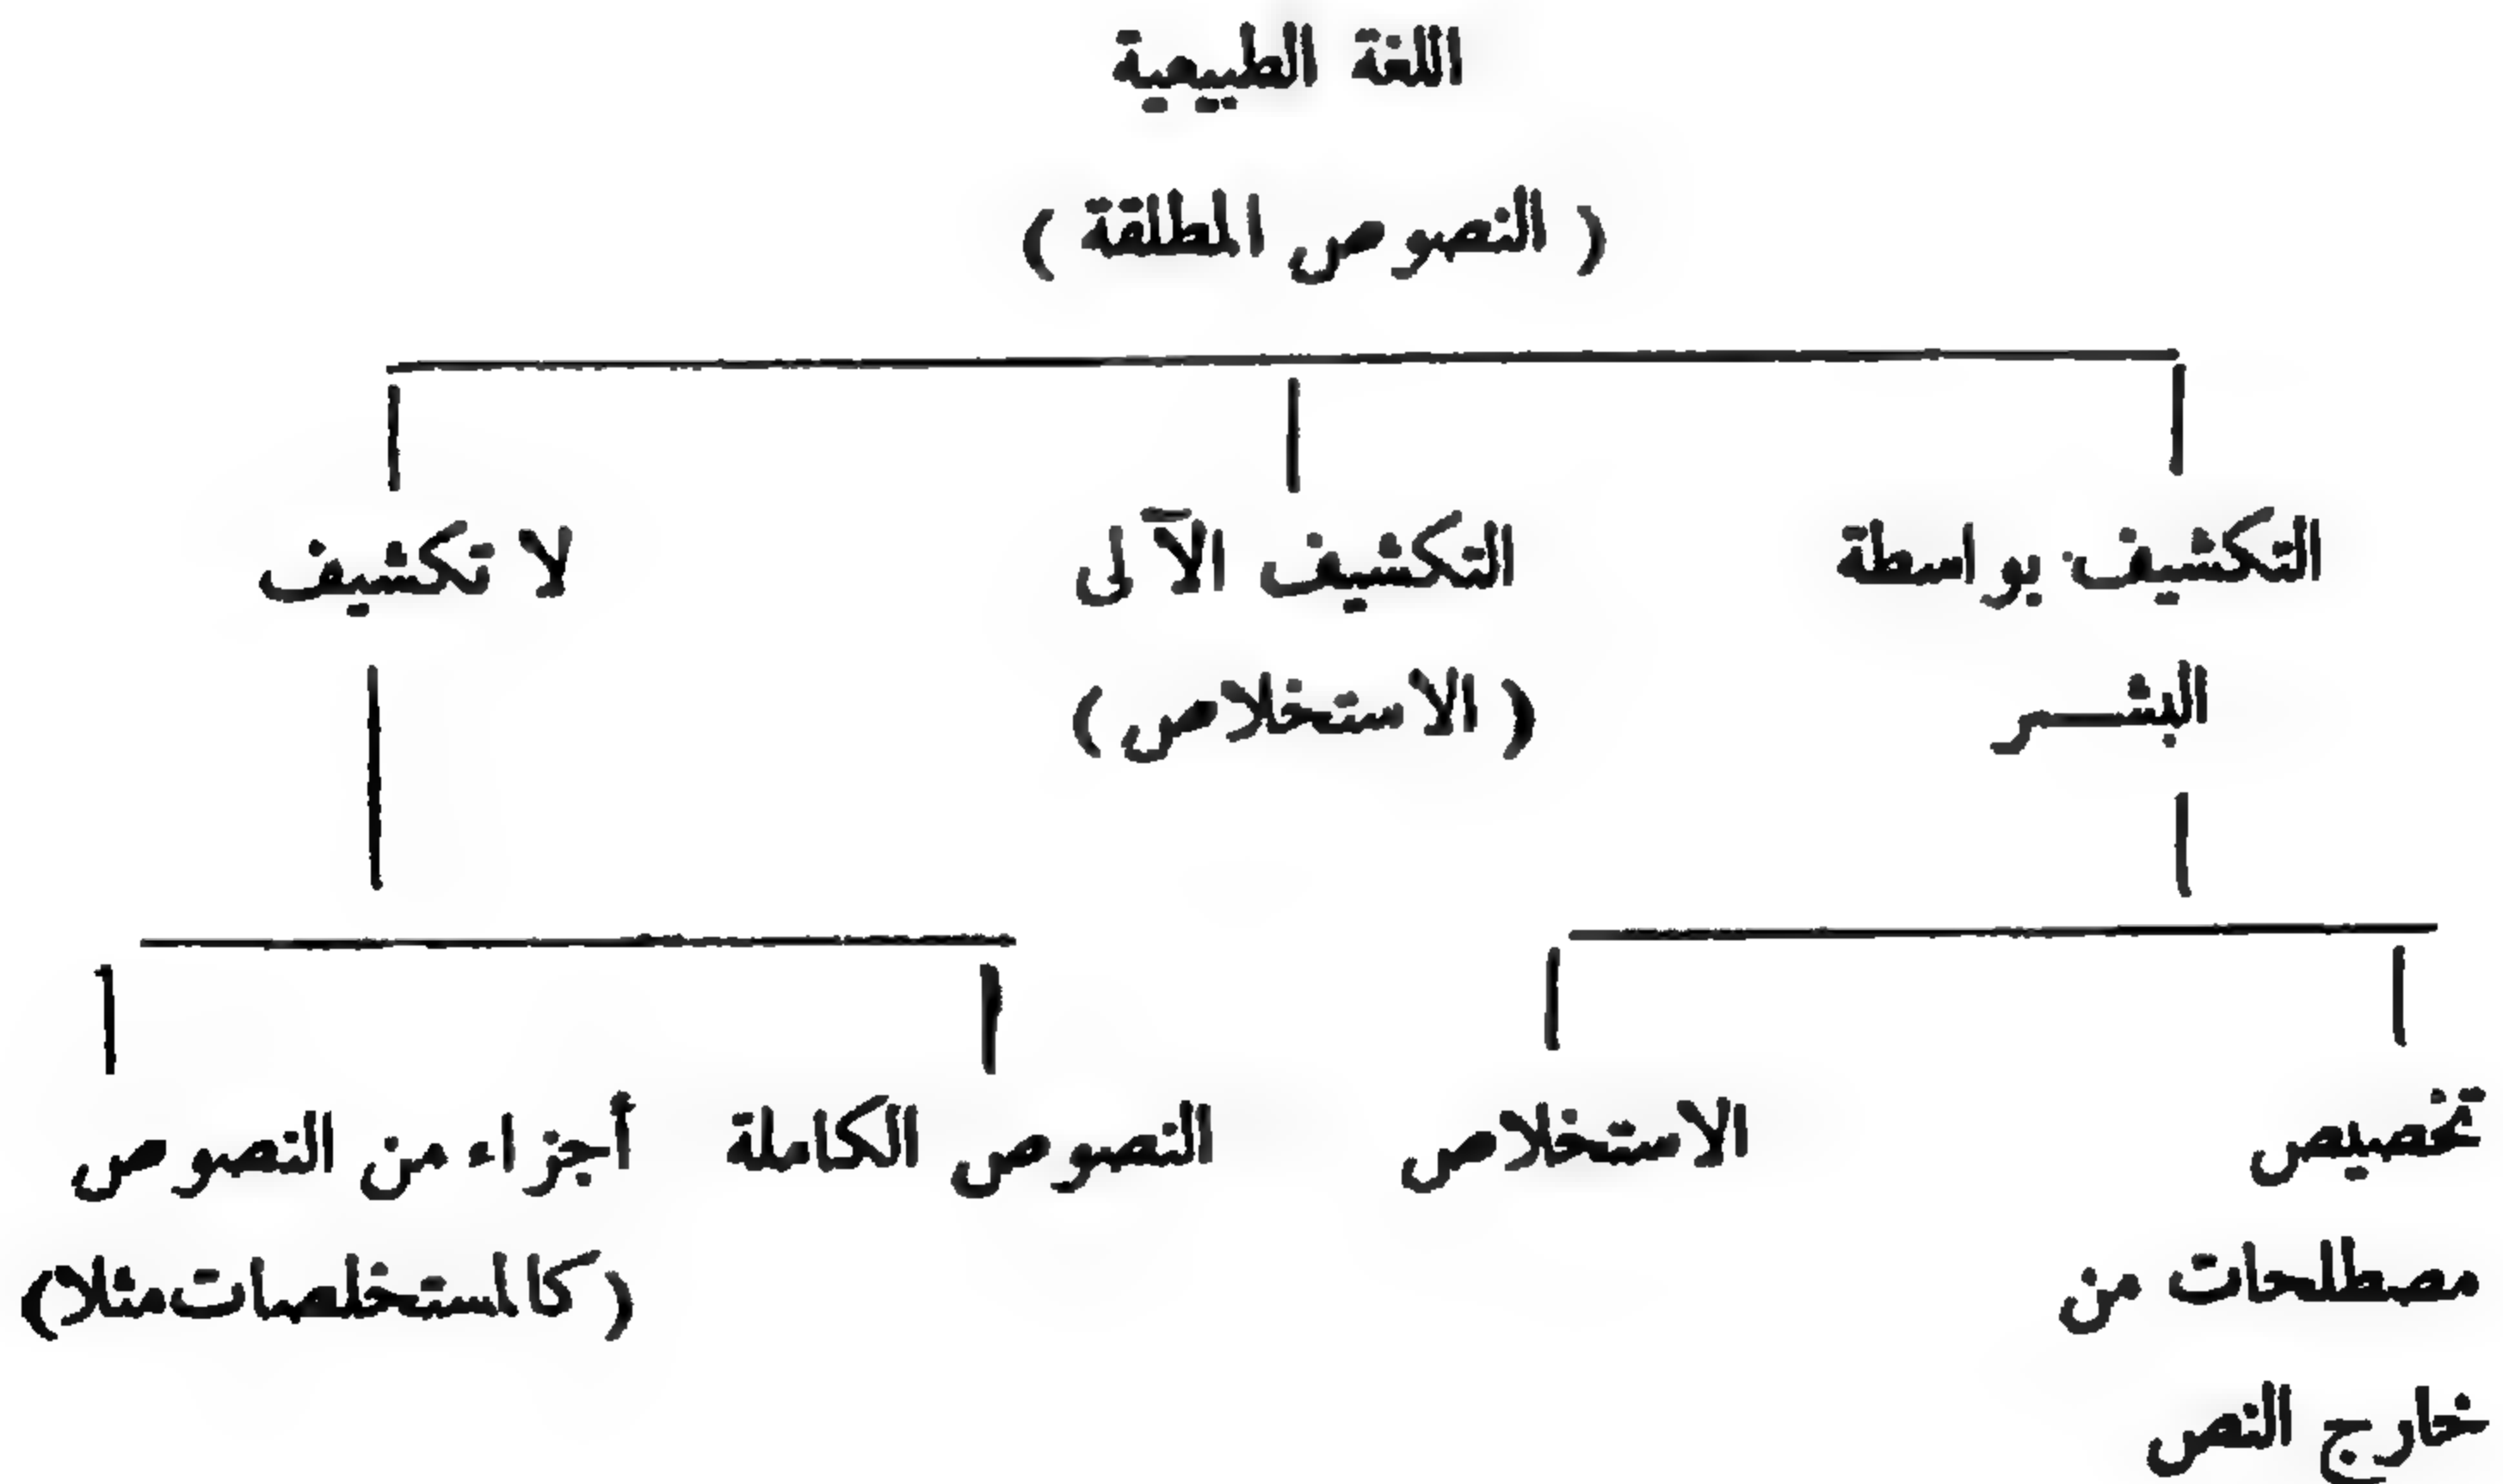 اللغة الطبيعية
( النصوص المطلقة )
التكشيف بواسطة
البشر
التكشيف الآلى
( الاستخلاص )
لا تكشيف
تخصيص
مصطلحات من
خارج النص
الاستخلاص
النصوص الكاملة
أجزاء من النصوص
( كالمستخلصات مثلا )